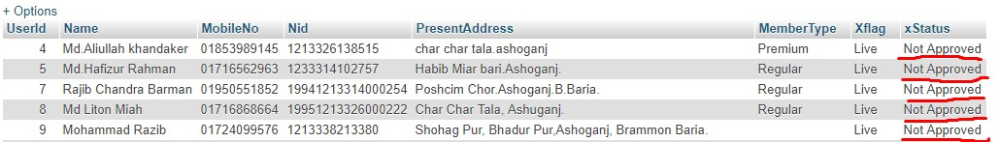 + Options
UserId Name MobileNo Nid PresentAddress MemberType Xflag xStatus
4 Md.Aliullah khandaker 01853989145 1213326138515 char char tala.ashoganj Premium Live Not Approved
5 Md.Hafizur Rahman 01716562963 1233314102757 Habib Miar bari.Ashoganj. Regular Live Not Approved
7 Rajib Chandra Barman 01950551852 19941213314000254 Poshcim Chor.Ashoganj.B.Baria. Regular Live Not Approved
8 Md Liton Miah 01716868664 19951213326000222 Char Char Tala, Ashuganj. Regular Live Not Approved
9 Mohammad Razib 01724099576 1213338213380 Shohag Pur, Bhadur Pur,Ashoganj, Brammon Baria. Live Not Approved